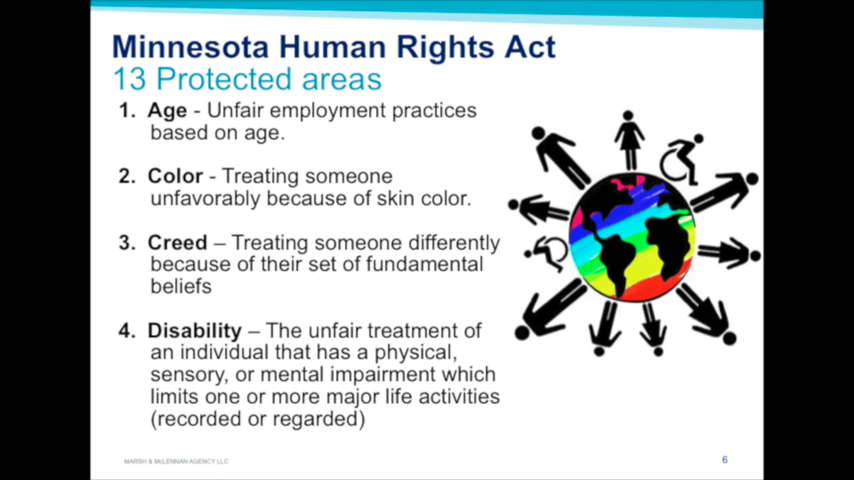 Minnesota Human Rights Act
13 Protected areas
1. Age - Unfair employment practices
based on age.
2. Color - Treating someone
unfavorably because of skin color.
3. Creed – Treating someone differently
because of their set of fundamental
beliefs
4. Disability – The unfair treatment of
an individual that has a physical,
sensory, or mental impairment which
limits one or more major life activities
(recorded or regarded)
MARSH & McLENNAN AGENCY LLC
6